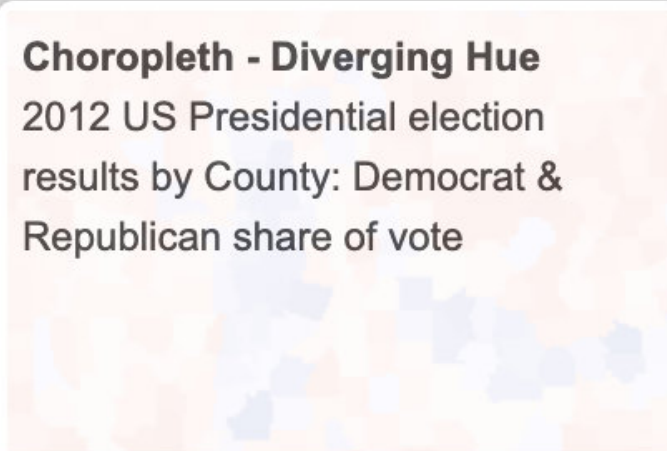 Choropleth - Diverging Hue
2012 US Presidential election
results by County: Democrat &
Republican share of vote